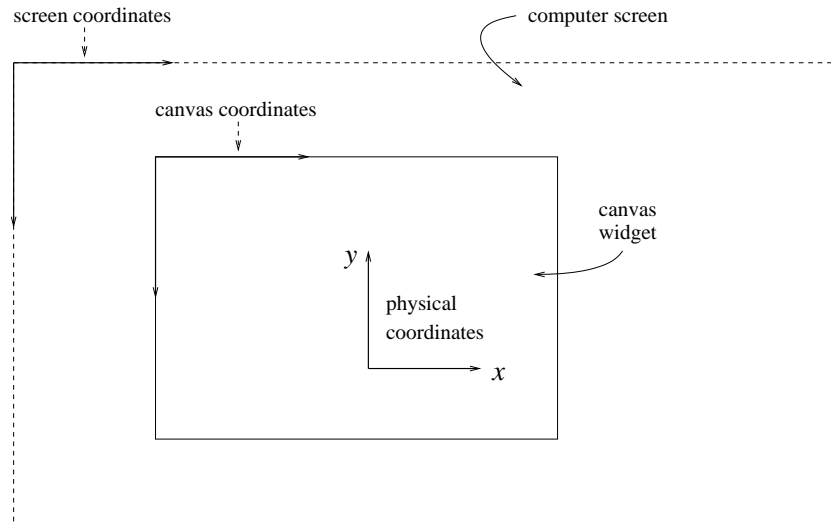 screen coordinates
computer screen
canvas coordinates
canvas
widget
y
physical
coordinates
x